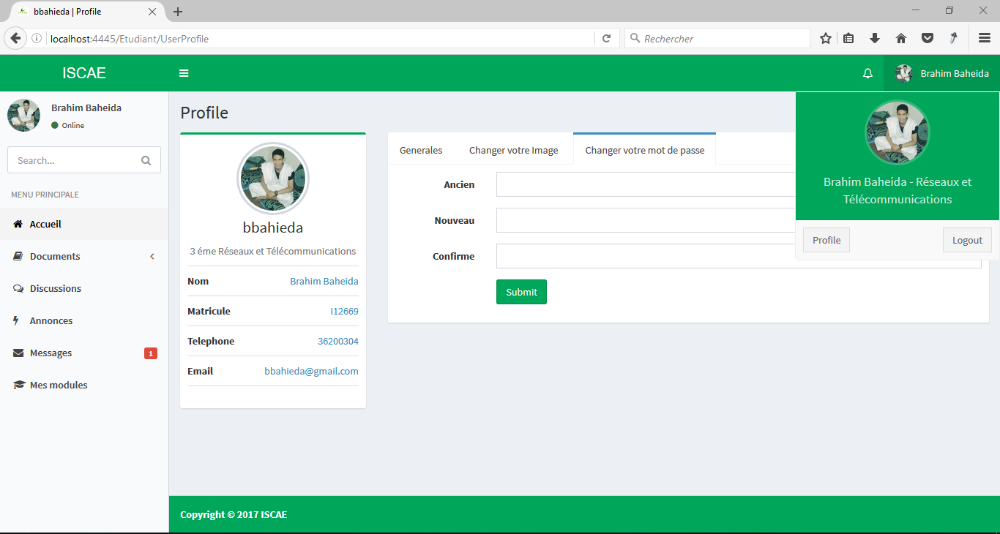 bbahieda | Profile
localhost:4445/Etudiant/UserProfile
Rechercher
ISCAE
Brahim Baheida
Brahim Baheida
Online
Search...
MENU PRINCIPALE
Accueil
Documents
Discussions
Annonces
Messages 1
Mes modules
Profile
bbahieda
3 éme Réseaux et Télécommunications
Nom Brahim Baheida
Matricule I12669
Telephone 36200304
Email bbahieda@gmail.com
Generales Changer votre Image Changer votre mot de passe
Ancien
Nouveau
Confirme
Submit
Brahim Baheida - Réseaux et
Télécommunications
Profile Logout
Copyright © 2017 ISCAE